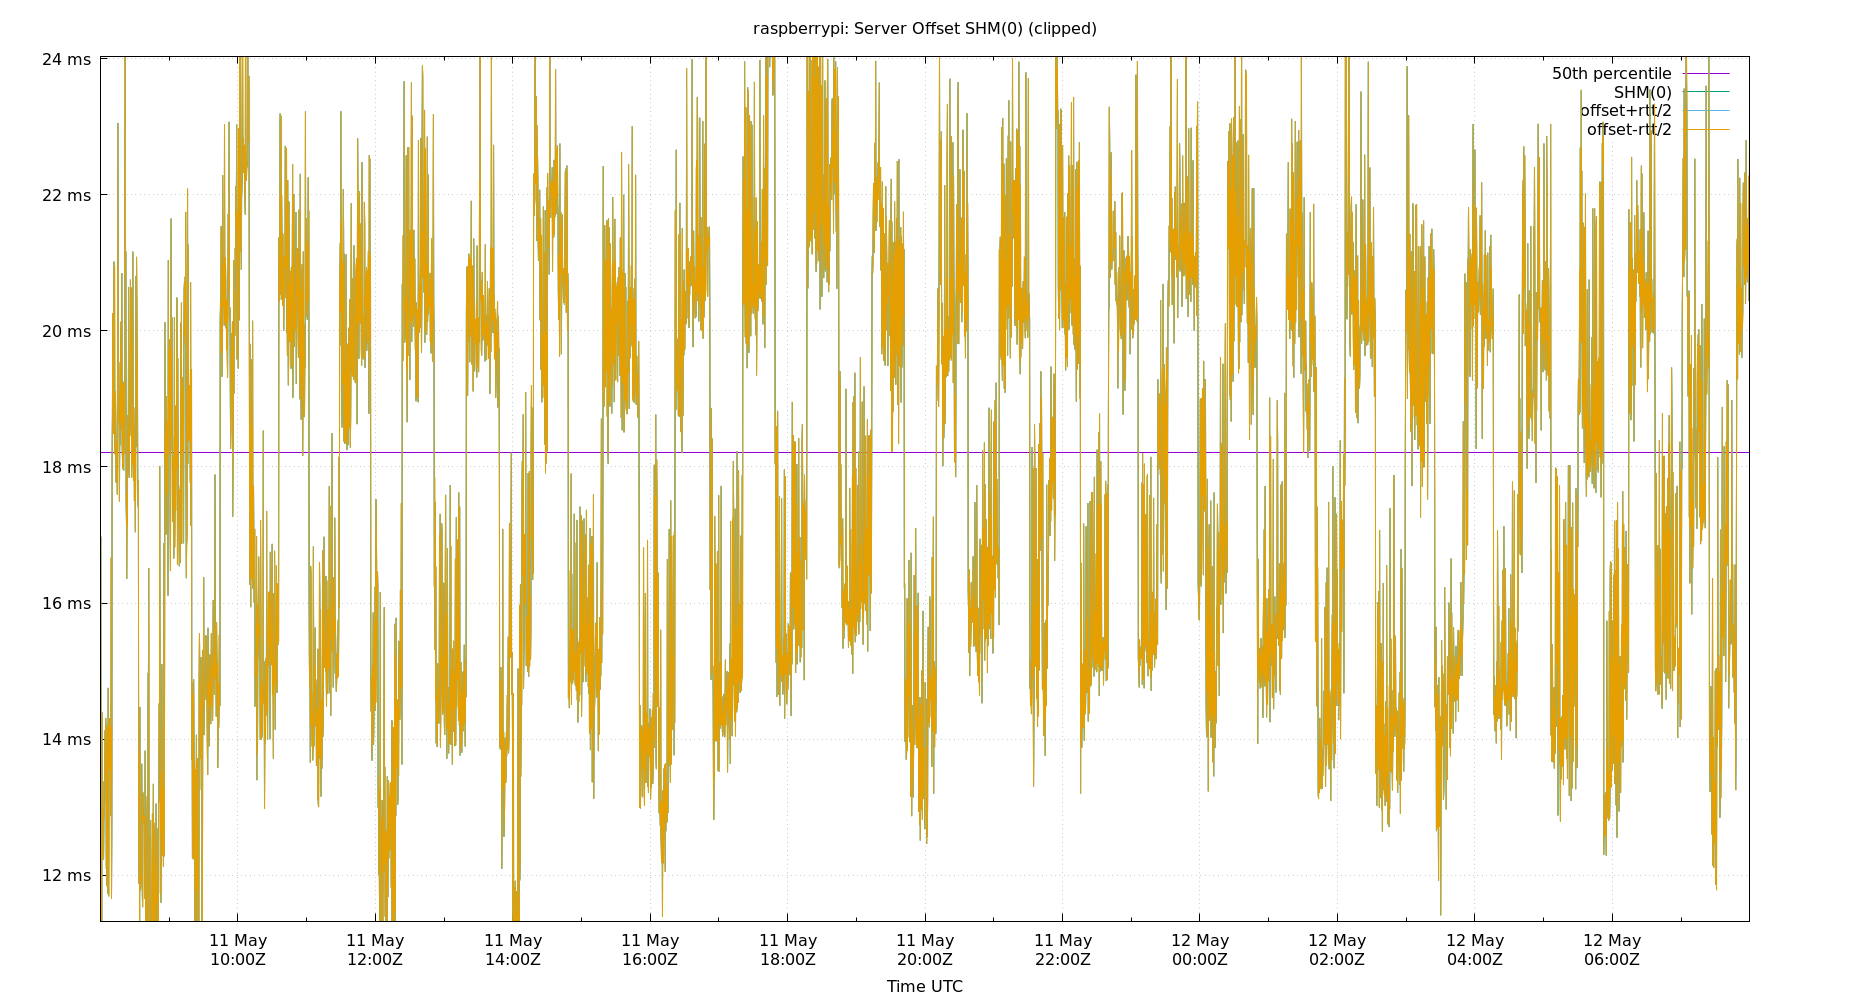 raspberrypi: Server Offset SHM(0) (clipped)
24 ms
22 ms
20 ms
18 ms
16 ms
14 ms
12 ms
50th percentile
SHM(0)
offset+rtt/2
offset-rtt/2
11 May 11 May 11 May 11 May 11 May 11 May 11 May 12 May 12 May 12 May 12 May
10:00Z 12:00Z 14:00Z 16:00Z 18:00Z 20:00Z 22:00Z 00:00Z 02:00Z 04:00Z 06:00Z
Time UTC